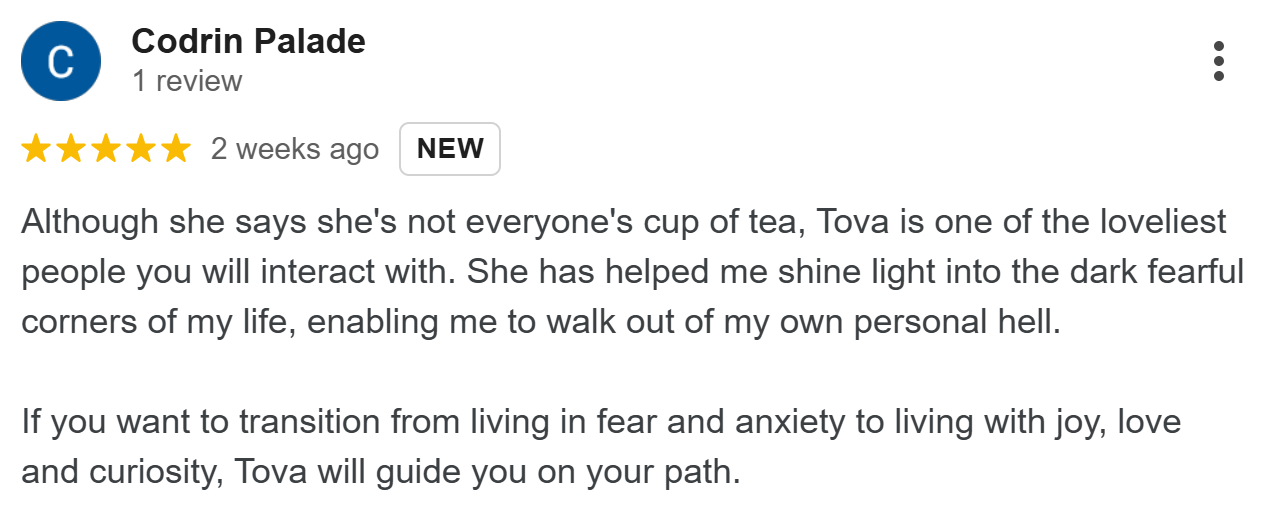 C
Codrin Palade
1 review
2 weeks ago NEW
Although she says she's not everyone's cup of tea, Tova is one of the loveliest
people you will interact with. She has helped me shine light into the dark fearful
corners of my life, enabling me to walk out of my own personal hell.
If you want to transition from living in fear and anxiety to living with joy, love
and curiosity, Tova will guide you on your path.